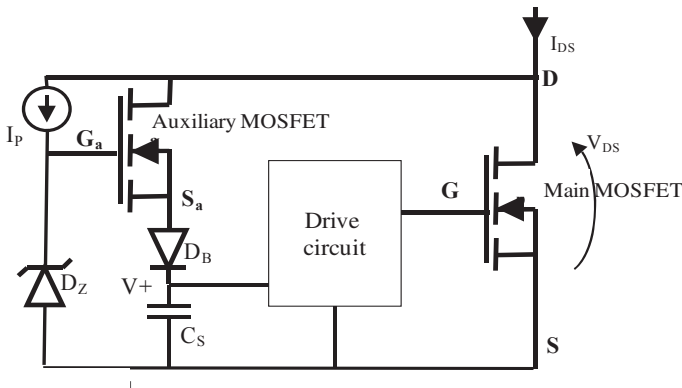 I_DS
D
I_P
G_a
Auxiliary MOSFET
V_DS
S_a
G
Main MOSFET
Drive
circuit
D_B
D_Z
V+
C_S
S